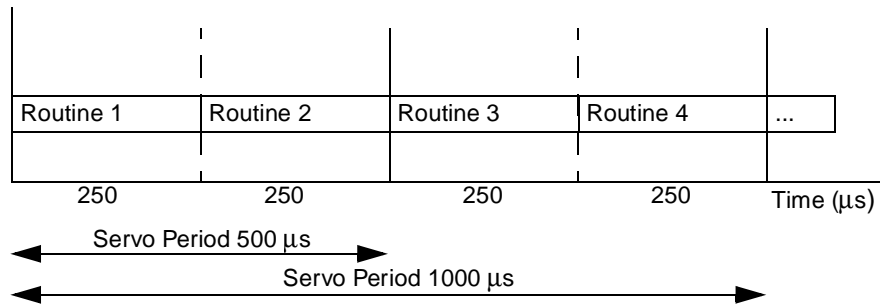 Routine 1 Routine 2 Routine 3 Routine 4 ...
250 250 250 250 Time (μs)
Servo Period 500 μs
Servo Period 1000 μs